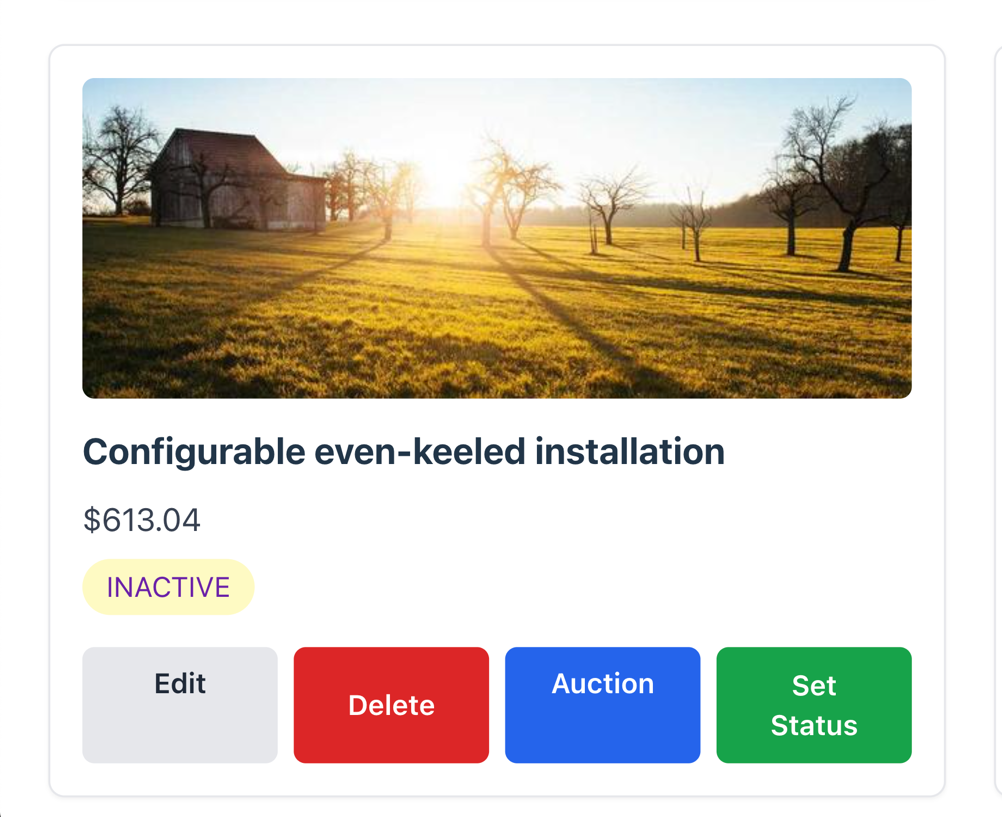 Configurable even-keeled installation
$613.04
INACTIVE
Edit
Delete
Auction
Set
Status